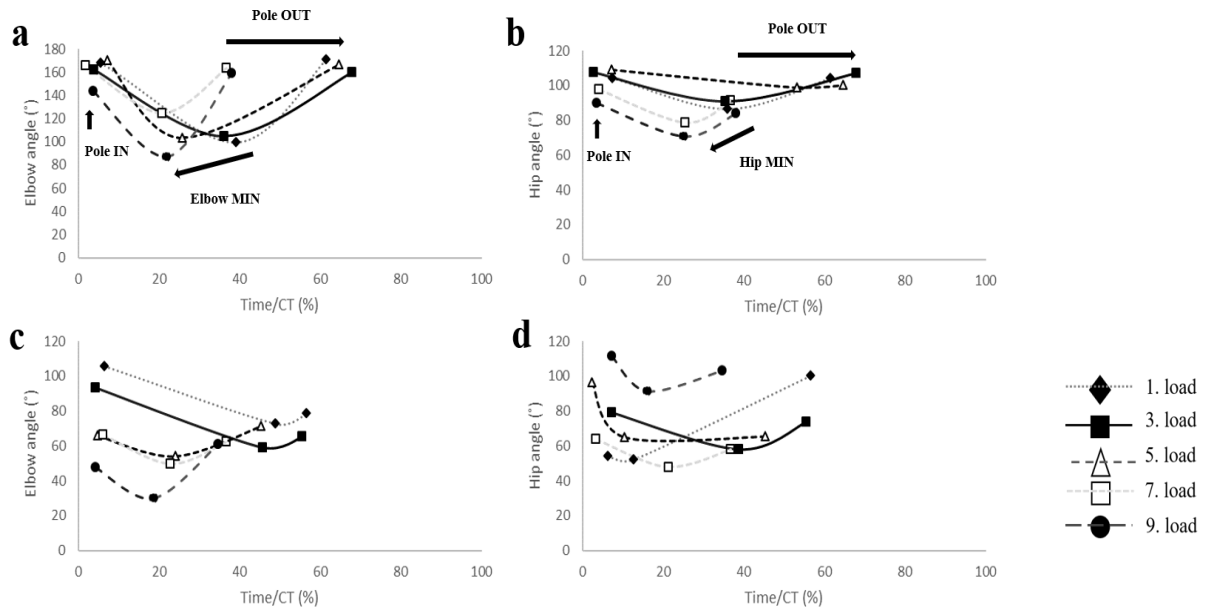 a
Pole OUT
180
160
140
120
100
80
60
40
20
0
Elbow angle (°)
Pole IN
Elbow MIN
0 20 40 60 80 100
Time/CT (%)
b
Pole OUT
120
100
80
60
40
20
0
Hip angle (°)
Pole IN
Hip MIN
0 20 40 60 80 100
Time/CT (%)
c
120
100
80
60
40
20
0
Elbow angle (°)
0 20 40 60 80 100
Time/CT (%)
d
120
100
80
60
40
20
0
Hip angle (°)
0 20 40 60 80 100
Time/CT (%)
1. load
3. load
5. load
7. load
9. load